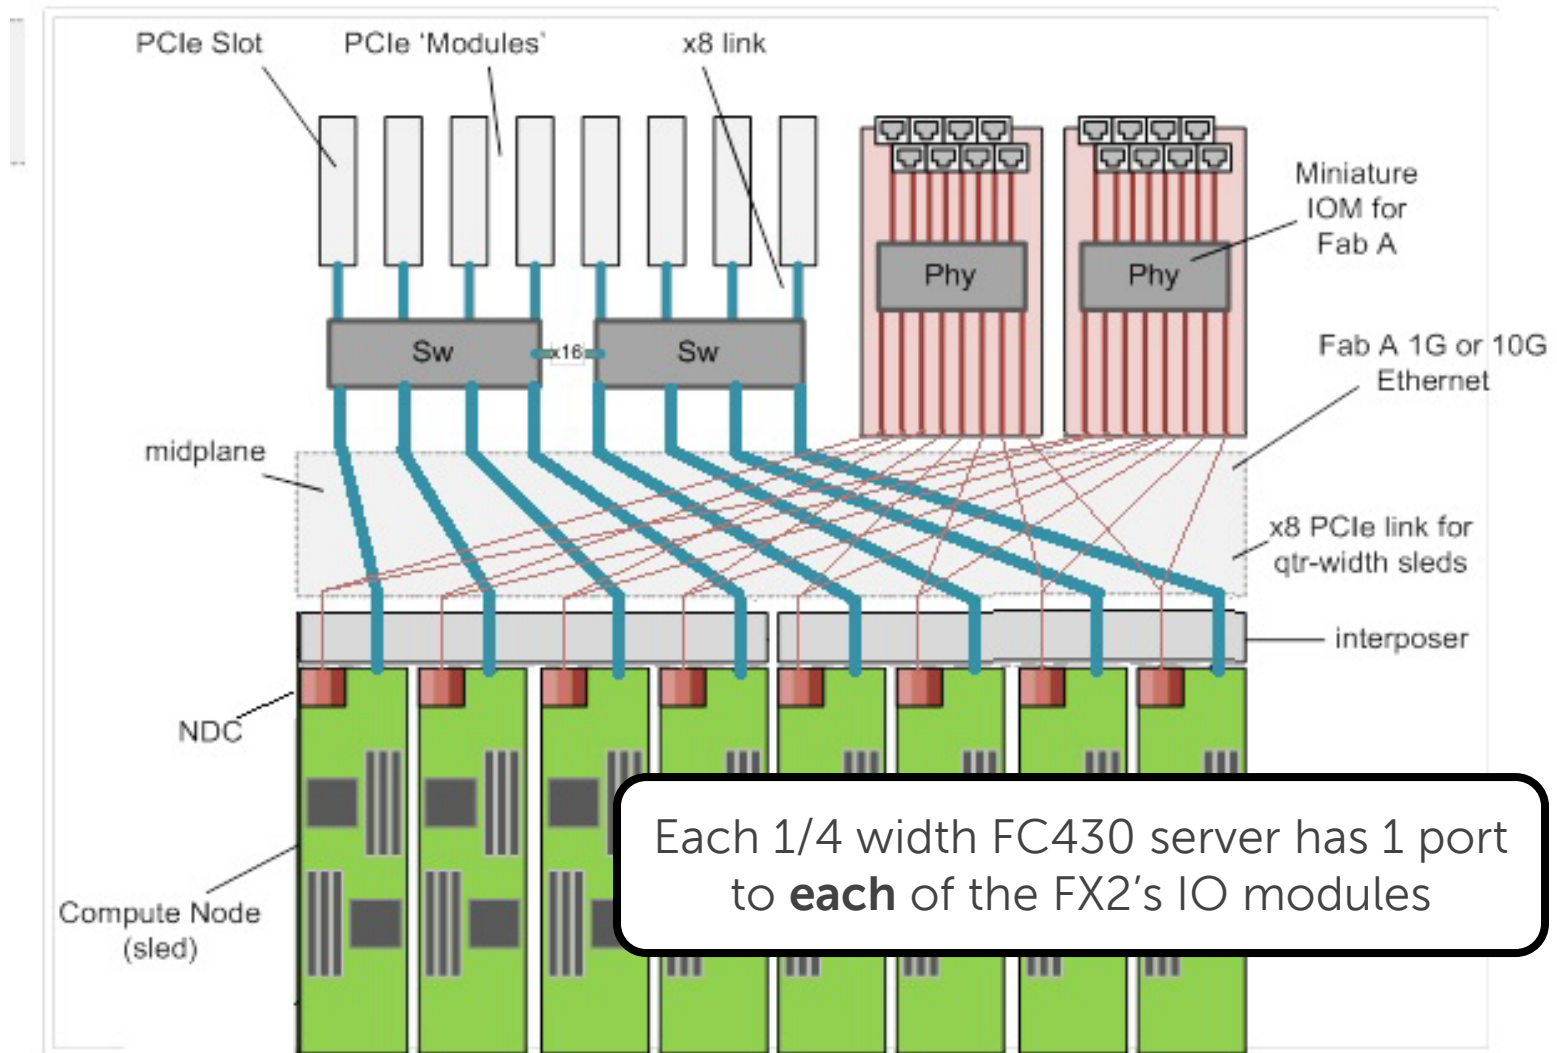 PCIe Slot
PCIe 'Modules'
x8 link
Miniature
IOM for
Fab A
Phy
Phy
Sw
x16
Sw
Fab A 1G or 10G
Ethernet
midplane
x8 PCIe link for
qtr-width sleds
interposer
NDC
Each 1/4 width FC430 server has 1 port
to each of the FX2's IO modules
Compute Node
(sled)